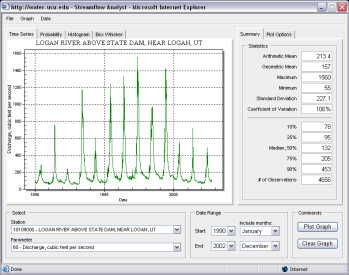 http://water.usu.edu - Streamflow Analyst - Microsoft Internet Explorer
File Graph Data
Time Series Probability Histogram Box Whisker
Summary Plot Options
LOGAN RIVER ABOVE STATE DAM, NEAR LOGAN, UT
Discharge, cubic feet per second
1600
1400
1200
1000
800
600
400
200
1990
1995
2000
Date
Statistics
Arithmetic Mean 213.4
Geometric Mean 157
Maximum 1560
Minimum 55
Standard Deviation 227.1
Coefficient of Variation 106%
10% 78
25% 95
Median, 50% 132
75% 205
90% 453
# of Observations 4656
Select
Station
10109000 - LOGAN RIVER ABOVE STATE DAM, NEAR LOGAN, UT
Parameter
60 - Discharge, cubic feet per second
Date Range
Include months:
Start 1990 January
End 2002 December
Commands
Plot Graph
Clear Graph
Done
Internet